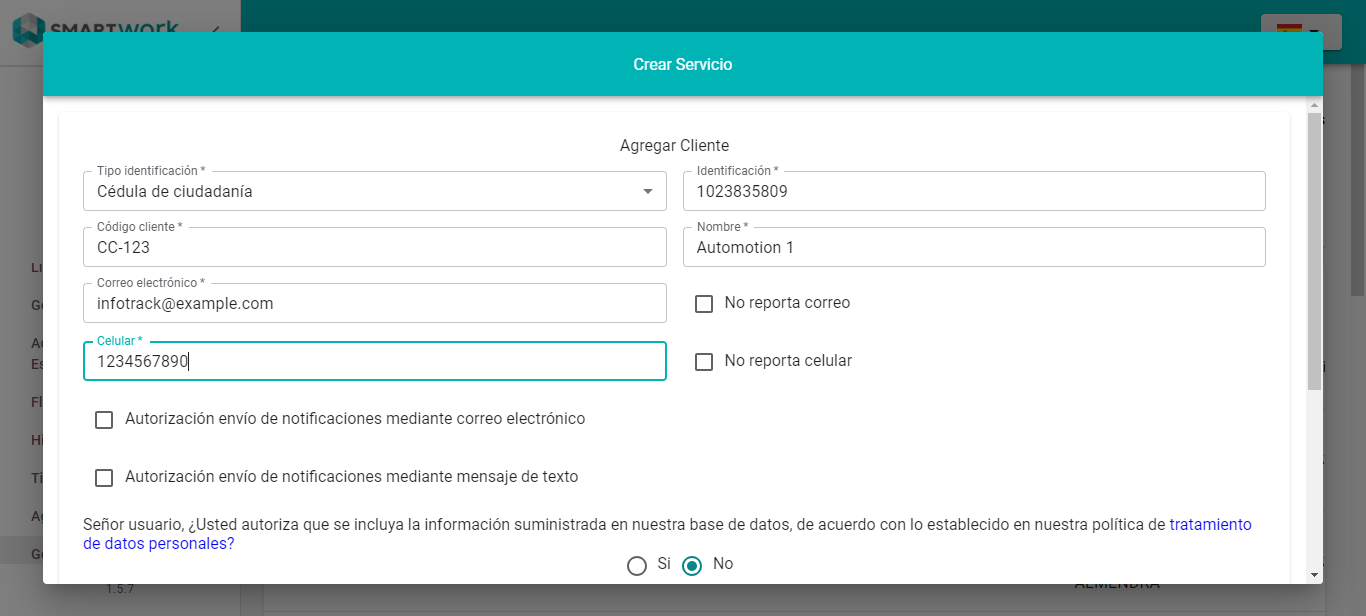 SMARTWORK
Crear Servicio
Agregar Cliente
Tipo identificación *
Cédula de ciudadanía
Identificación *
1023835809
Código cliente *
CC-123
Nombre *
Automotion 1
Correo electrónico *
infotrack@example.com
No reporta correo
Celular *
1234567890
No reporta celular
Autorización envío de notificaciones mediante correo electrónico
Autorización envío de notificaciones mediante mensaje de texto
Señor usuario, ¿Usted autoriza que se incluya la información suministrada en nuestra base de datos, de acuerdo con lo establecido en nuestra política de tratamiento
de datos personales?
Si
No
1.5.7
ALMENDRA